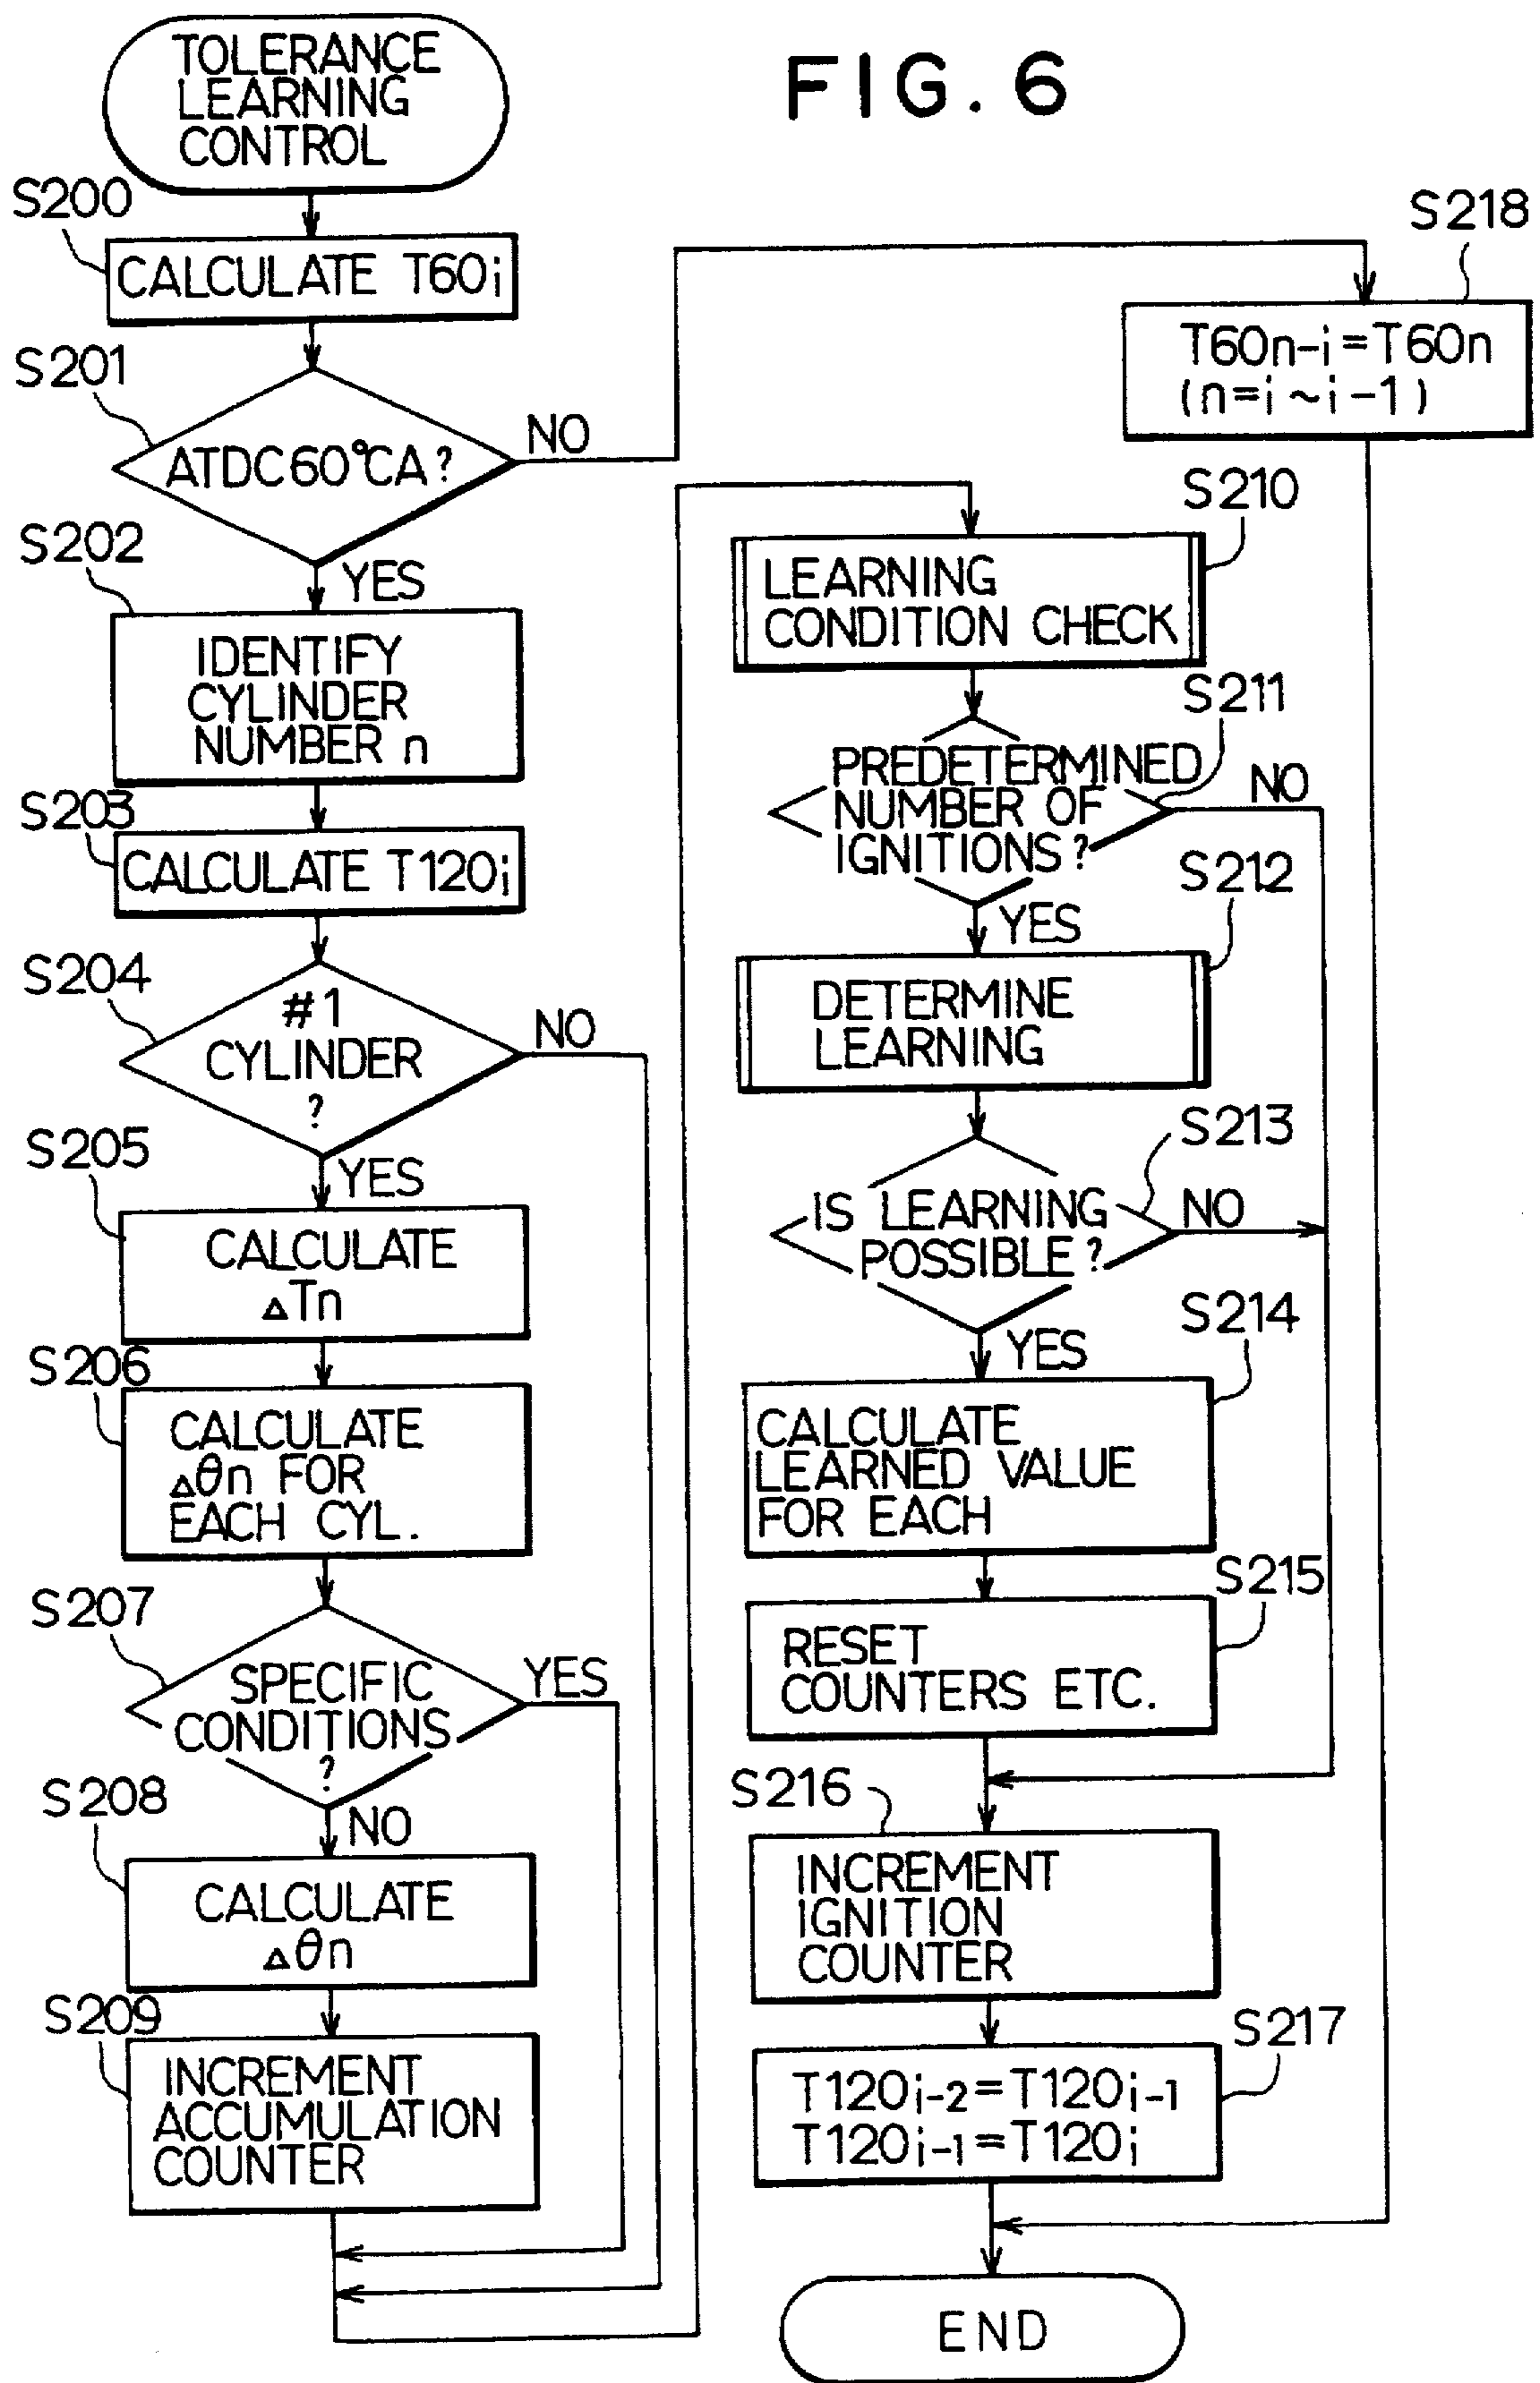 FIG. 6
TOLERANCE
LEARNING
CONTROL
S200
CALCULATE T60i
S201
ATDC60°CA?
NO
YES
S202
IDENTIFY
CYLINDER
NUMBER n
S203
CALCULATE T120i
S204
#1
CYLINDER
?
NO
YES
S205
CALCULATE
ΔTn
S206
CALCULATE
Δθn FOR
EACH CYL.
S207
SPECIFIC
CONDITIONS
?
YES
NO
S208
CALCULATE
Δθn
S209
INCREMENT
ACCUMULATION
COUNTER
S218
T60n-i=T60n
(n=i~i-1)
S210
LEARNING
CONDITION CHECK
S211
PREDETERMINED
NUMBER OF
IGNITIONS?
NO
YES
S212
DETERMINE
LEARNING
S213
IS LEARNING
POSSIBLE?
NO
YES
S214
CALCULATE
LEARNED VALUE
FOR EACH
S215
RESET
COUNTERS ETC.
S216
INCREMENT
IGNITION
COUNTER
S217
T120i-2=T120i-1
T120i-1=T120i
END